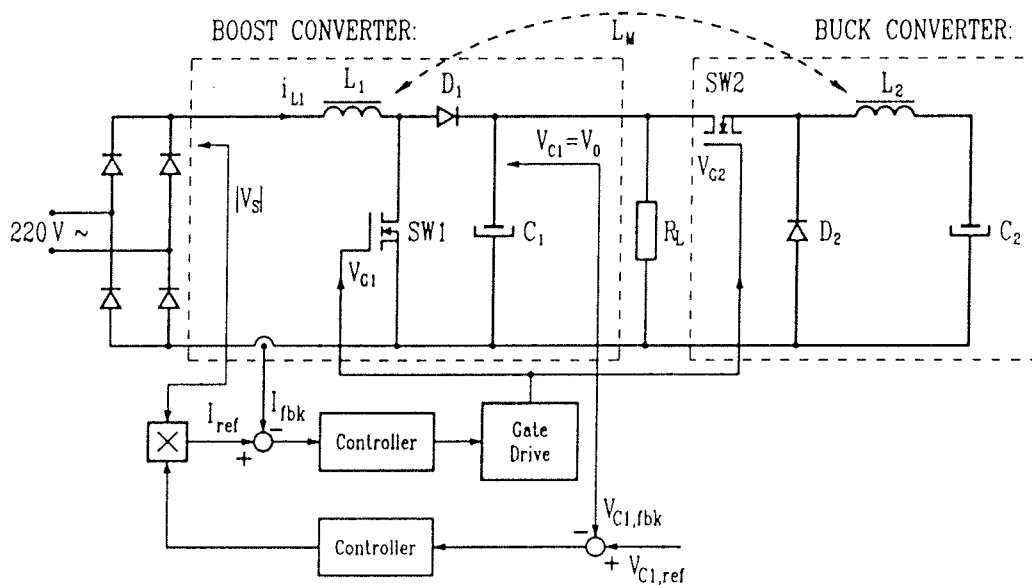 BOOST CONVERTER:
L_M
BUCK CONVERTER:
i_L1
L_1
D_1
SW2
L_2
V_C1=V_0
V_G2
|V_S|
220 V ~
SW1
C_1
R_L
D_2
C_2
V_G1
I_ref
I_fbk
−
+
Controller
Gate
Drive
Controller
V_C1,fbk
−
+
V_C1,ref